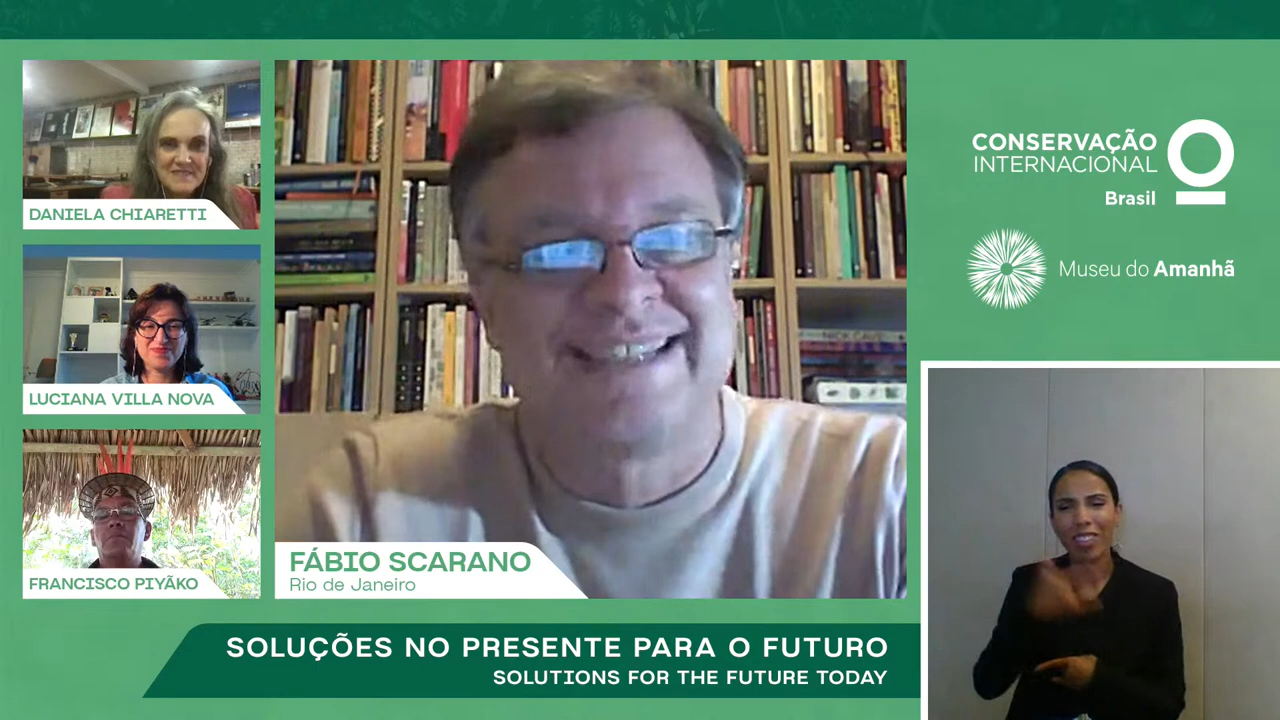 DANIELA CHIARETTI
LUCIANA VILLA NOVA
FRANCISCO PIYÃKO
FÁBIO SCARANO
Rio de Janeiro
SOLUÇÕES NO PRESENTE PARA O FUTURO
SOLUTIONS FOR THE FUTURE TODAY
CONSERVAÇÃO
INTERNACIONAL
Brasil
Museu do Amanhã